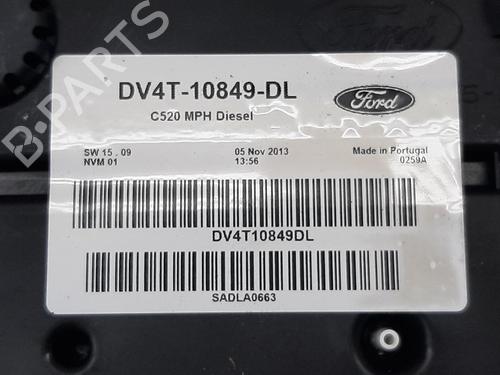 DV4T-10849-DL
Ford
C520 MPH Diesel
SW 15 . 09
05 Nov 2013
Made in Portugal
NVM 01
13:56
0259A
DV4T10849DL
SADLA0663
B-PARTS